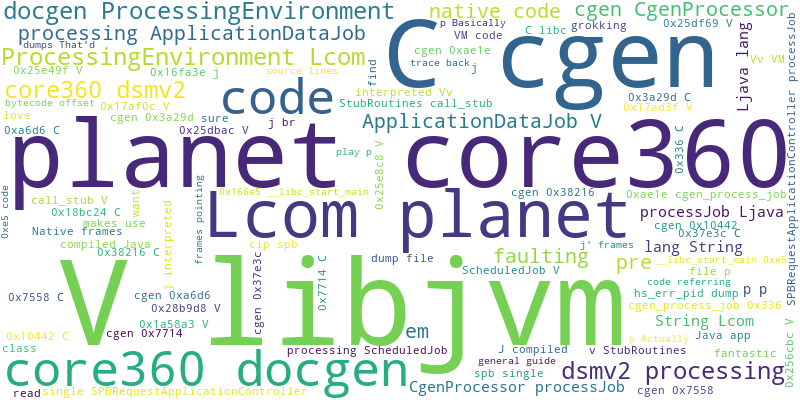 docgen ProcessingEnvironment
native code
cgen CgenProcessor
p Basically
grokking
0x25df69 V
processing ApplicationDataJob
VM code
C libc
dumps That'd
cgen 0xae1e
C cgen
ProcessingEnvironment Lcom
trace back
j
find
Vv VM
0x25e49f V
0x16fa3e j
source lines
Ljava lang
core360 dsmv2
code
interpreted Vv
0x3a29d C
bytecode offset
0x17af0c V
StubRoutines call_stub
0x17ad3f V
love
cgen 0x3a29d
sure
j br
ApplicationDataJob V
0xa6d6 C
0x25dbac V
0x336 C
planet core360
play p
0x25e8c8 V
0xe5 code
0x166e5 __libc_start_main
cgen 0x38216
0xae1e cgen_process_job
call_stub V
want
Lcom planet
0x18bc24 C
processJob Ljava
makes use
j interpreted
frames pointing
cgen 0x10442
Native frames
0x37e3c C
compiled Java
cip spb
j' frames
lang String
0x38216 C
V libjvm
dump file
faulting
pre
__libc_start_main 0xe5
ScheduledJob V
file p
cgen 0xa6d6
cgen 0x37e3c
0x7714 C
code referring
0x7558 C
p p
hs_err_pid dump
0x28b9d8 V
cgen_process_job 0x336
0x1a58a3 V
em
String Lcom
0x10442 C
cgen 0x7714
p Actually
class
processing ScheduledJob
J compiled
v StubRoutines
Java app
fantastic
core360 docgen
general guide
dsmv2 processing
spb single
0x256cbc V
read
single SPBRequestApplicationController
CgenProcessor processJob
cgen 0x7558
SPBRequestApplicationController processJob